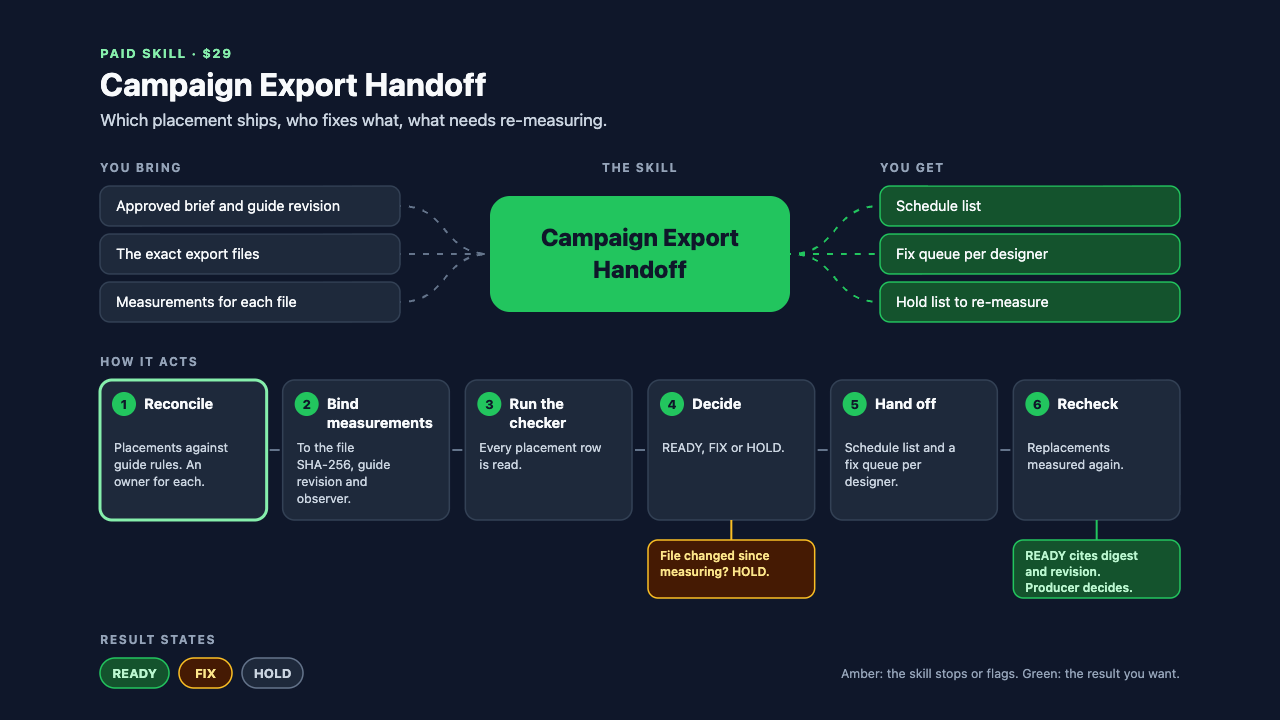 PAID SKILL · $29
Campaign Export Handoff
Which placement ships, who fixes what, what needs re-measuring.
YOU BRING
Approved brief and guide revision
The exact export files
Measurements for each file
THE SKILL
Campaign Export
Handoff
YOU GET
Schedule list
Fix queue per designer
Hold list to re-measure
HOW IT ACTS
1 Reconcile
Placements against
guide rules. An
owner for each.
2 Bind
measurements
To the file
SHA-256, guide
revision and
observer.
3 Run the
checker
Every placement row
is read.
4 Decide
READY, FIX or HOLD.
5 Hand off
Schedule list and a
fix queue per
designer.
6 Recheck
Replacements
measured again.
File changed since
measuring? HOLD.
READY cites digest
and revision.
Producer decides.
RESULT STATES
READY
FIX
HOLD
Amber: the skill stops or flags. Green: the result you want.